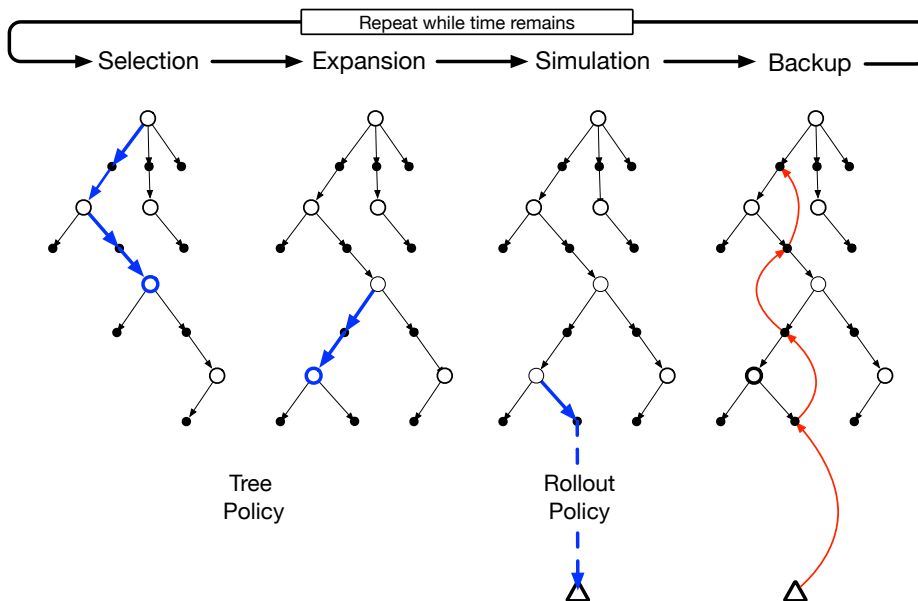 Repeat while time remains
Selection
Expansion
Simulation
Backup
Tree
Policy
Rollout
Policy